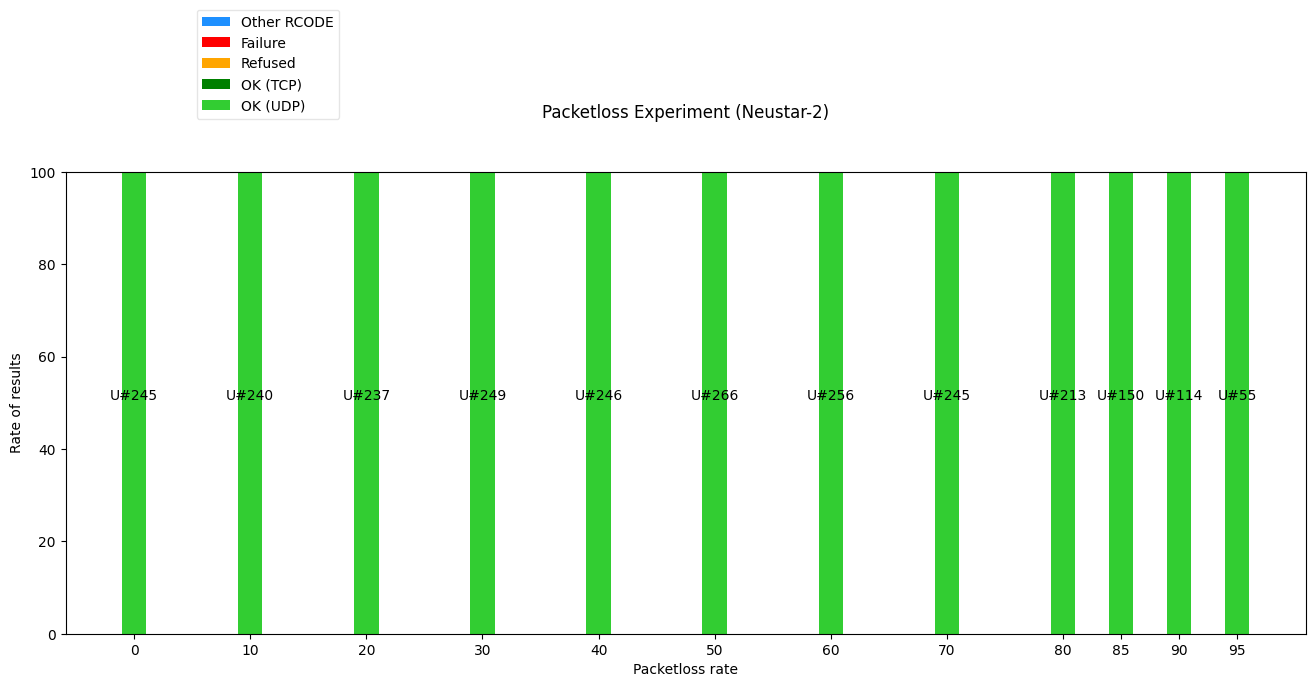 Other RCODE
Failure
Refused
OK (TCP)
OK (UDP)
Packetloss Experiment (Neustar-2)
Rate of results
100
80
60
40
20
0
U#245 U#240 U#237 U#249 U#246 U#266 U#256 U#245 U#213 U#150 U#114 U#55
0 10 20 30 40 50 60 70 80 85 90 95
Packetloss rate